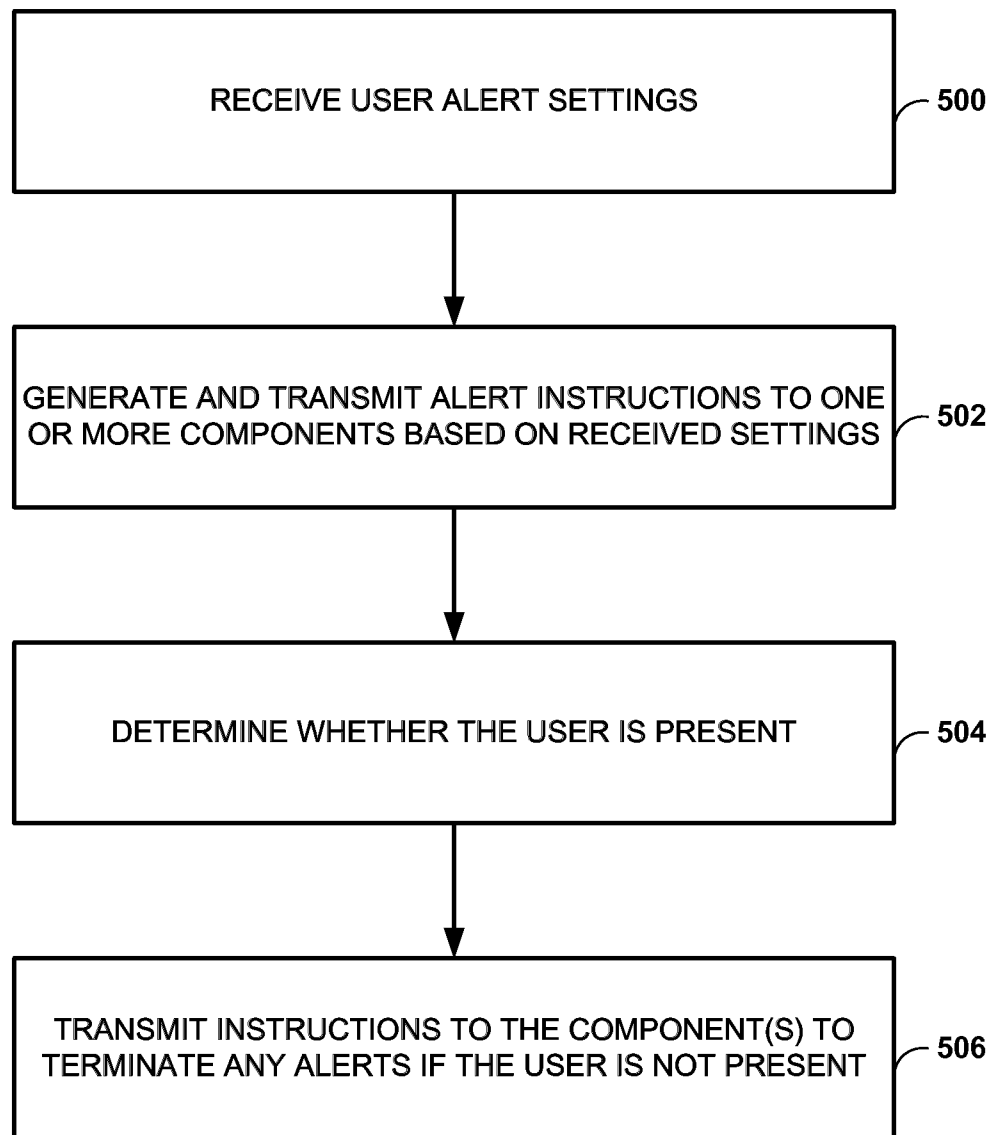 RECEIVE USER ALERT SETTINGS
500
GENERATE AND TRANSMIT ALERT INSTRUCTIONS TO ONE
OR MORE COMPONENTS BASED ON RECEIVED SETTINGS
502
DETERMINE WHETHER THE USER IS PRESENT
504
TRANSMIT INSTRUCTIONS TO THE COMPONENT(S) TO
TERMINATE ANY ALERTS IF THE USER IS NOT PRESENT
506